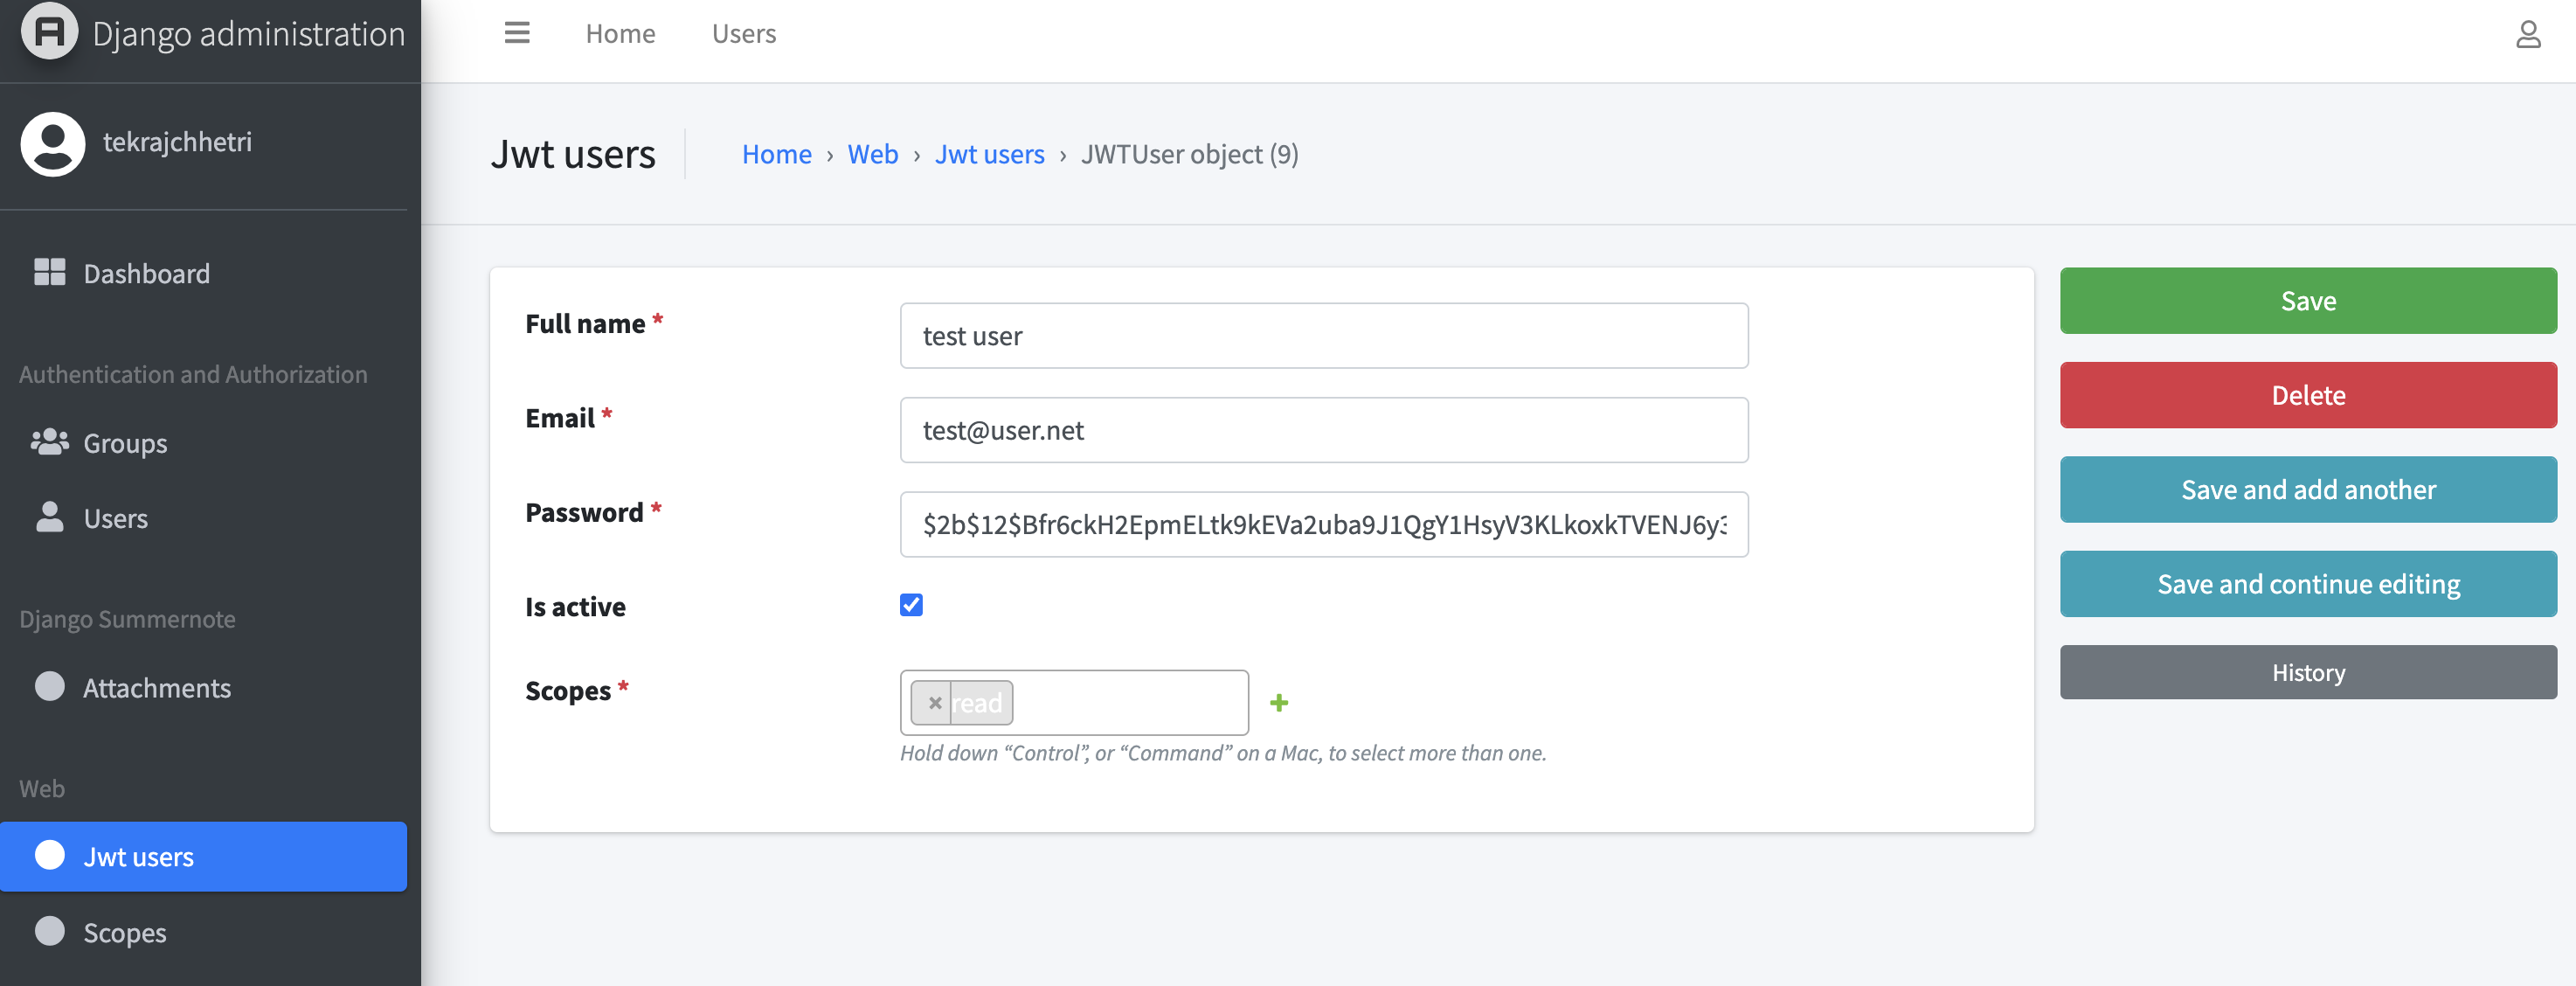 Django administration
Home Users
tekrajchhetri
Jwt users
Home › Web › Jwt users › JWTUser object (9)
Dashboard
Authentication and Authorization
Groups
Users
Django Summernote
Attachments
Web
Jwt users
Scopes
Full name * test user
Email * test@user.net
Password * $2b$12$Bfr6ckH2EpmELtk9kEVa2uba9J1QgY1HsyV3KLkoxkTVENJ6y3
Is active
Scopes * × read
Hold down “Control”, or “Command” on a Mac, to select more than one.
Save
Delete
Save and add another
Save and continue editing
History